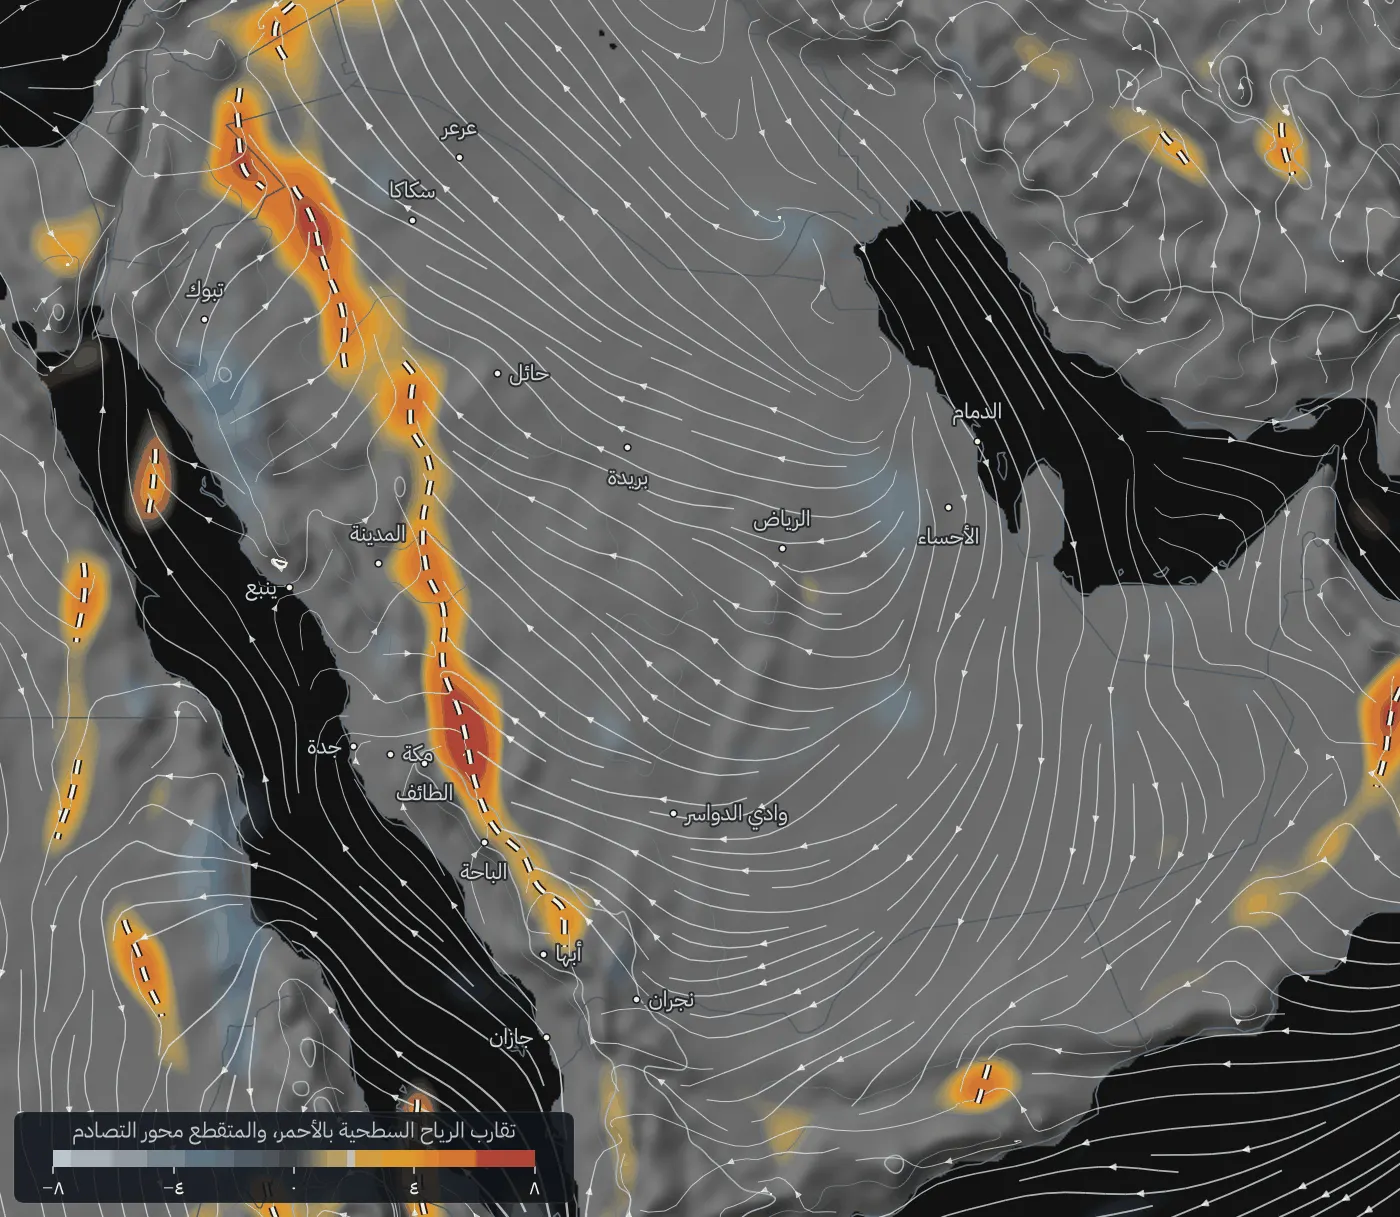 عرعر
سكاكا
تبوك
حائل
الدمام
بريدة
الرياض
الأحساء
المدينة
ينبع
جدة
مكة
الطائف
وادي الدواسر
الباحة
أبها
نجران
جازان
تقارب الرياح السطحية بالأحمر، والمتقطع محور التصادم
−٨ −٤ ٠ ٤ ٨